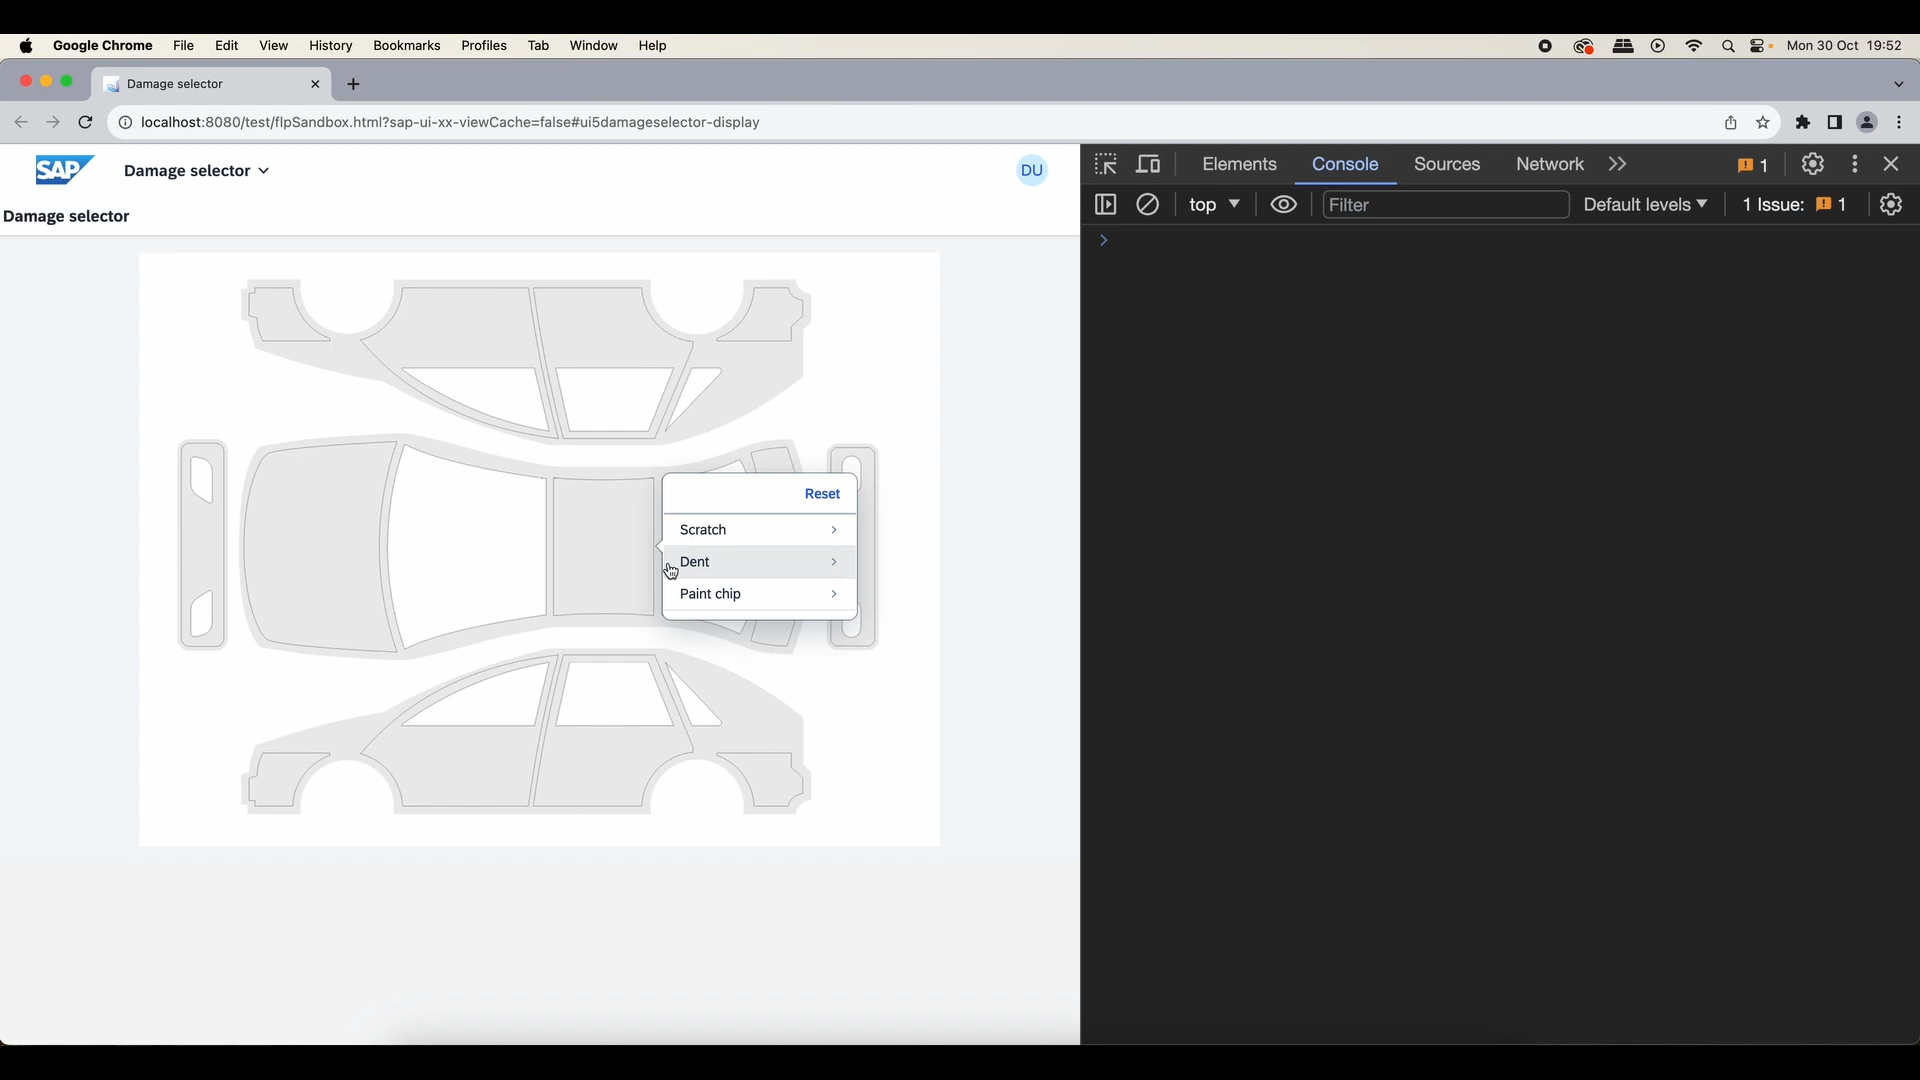 Google Chrome File Edit View History Bookmarks Profiles Tab Window Help Mon 30 Oct 19:52
Damage selector
localhost:8080/test/flpSandbox.html?sap-ui-xx-viewCache=false#ui5damageselector-display
SAP Damage selector DU
Damage selector
Reset
Scratch
Dent
Paint chip
Elements Console Sources Network 1
top Filter Default levels 1 Issue: 1